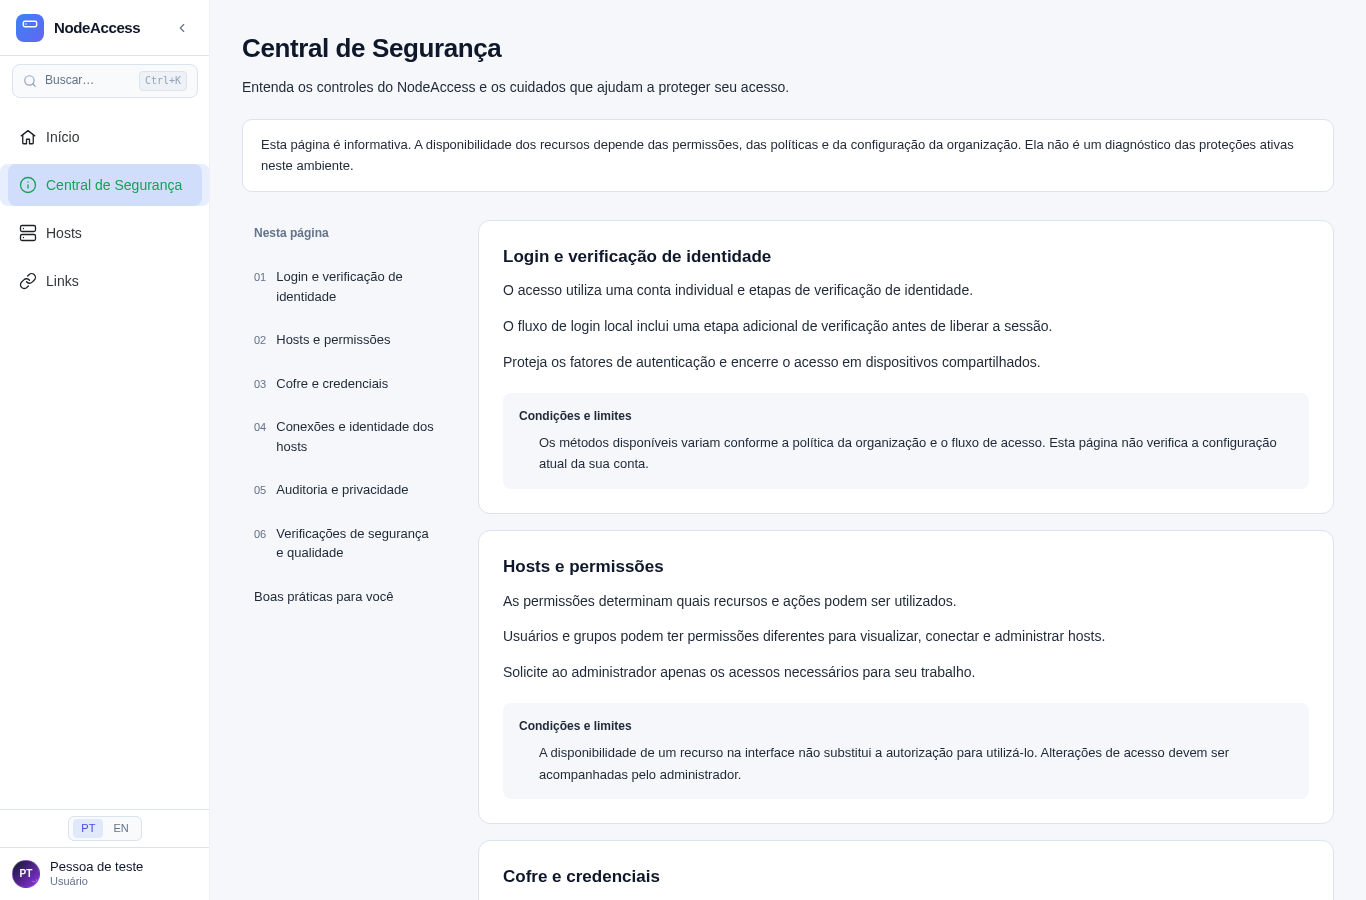 NodeAccess
Buscar…
Ctrl+K
Início
Central de Segurança
Hosts
Links
PT
EN
PT
Pessoa de teste
Usuário
Central de Segurança
Entenda os controles do NodeAccess e os cuidados que ajudam a proteger seu acesso.
Esta página é informativa. A disponibilidade dos recursos depende das permissões, das políticas e da configuração da organização. Ela não é um diagnóstico das proteções ativas
neste ambiente.
Nesta página
01 Login e verificação de
identidade
02 Hosts e permissões
03 Cofre e credenciais
04 Conexões e identidade dos
hosts
05 Auditoria e privacidade
06 Verificações de segurança
e qualidade
Boas práticas para você
Login e verificação de identidade
O acesso utiliza uma conta individual e etapas de verificação de identidade.
O fluxo de login local inclui uma etapa adicional de verificação antes de liberar a sessão.
Proteja os fatores de autenticação e encerre o acesso em dispositivos compartilhados.
Condições e limites
Os métodos disponíveis variam conforme a política da organização e o fluxo de acesso. Esta página não verifica a configuração
atual da sua conta.
Hosts e permissões
As permissões determinam quais recursos e ações podem ser utilizados.
Usuários e grupos podem ter permissões diferentes para visualizar, conectar e administrar hosts.
Solicite ao administrador apenas os acessos necessários para seu trabalho.
Condições e limites
A disponibilidade de um recurso na interface não substitui a autorização para utilizá-lo. Alterações de acesso devem ser
acompanhadas pelo administrador.
Cofre e credenciais